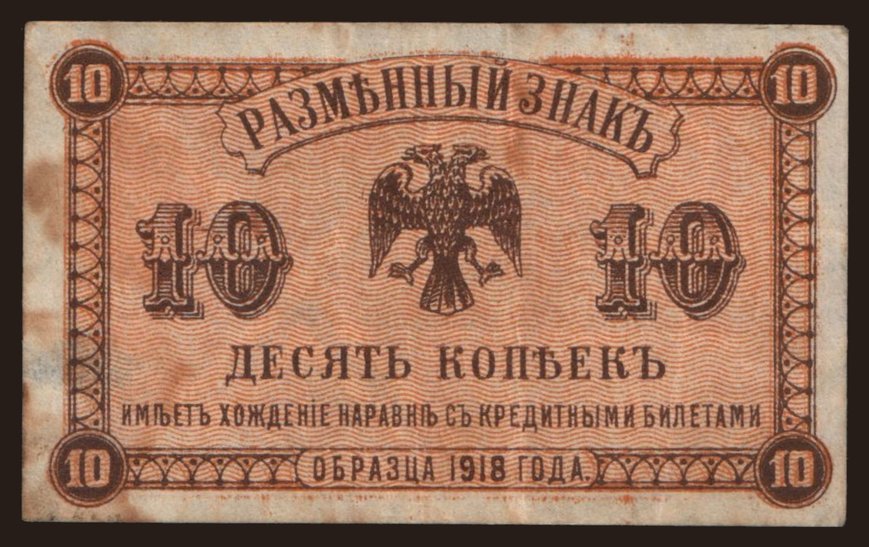 10 10
РАЗМѢННЫЙ ЗНАКЪ
10 10
ДЕСЯТЬ КОПѢЕКЪ
ИМѢЕТЪ ХОЖДЕНІЕ НАРАВНѢ СЪ КРЕДИТНЫМИ БИЛЕТАМИ
10 ОБРАЗЦА 1918 ГОДА. 10